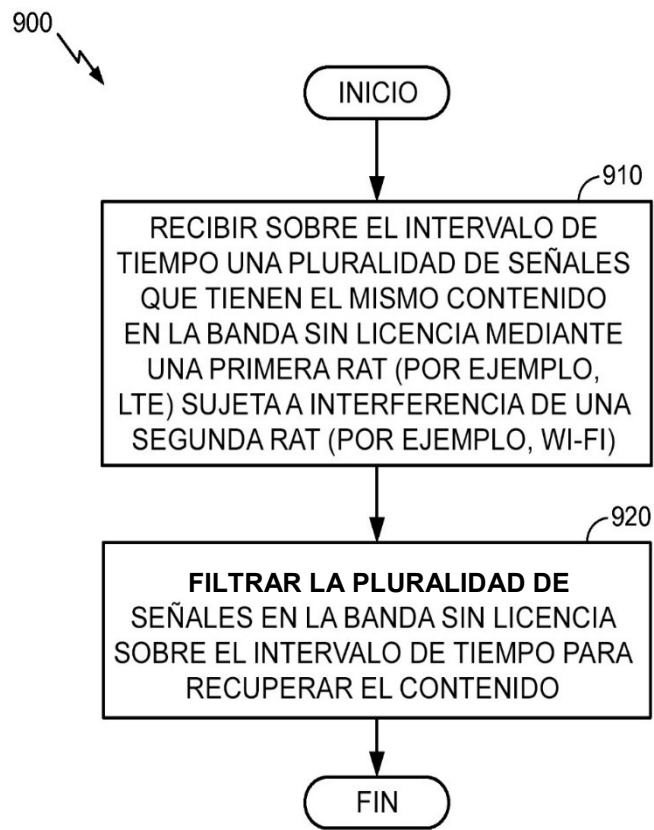 900
INICIO
910
RECIBIR SOBRE EL INTERVALO DE
TIEMPO UNA PLURALIDAD DE SEÑALES
QUE TIENEN EL MISMO CONTENIDO
EN LA BANDA SIN LICENCIA MEDIANTE
UNA PRIMERA RAT (POR EJEMPLO,
LTE) SUJETA A INTERFERENCIA DE UNA
SEGUNDA RAT (POR EJEMPLO, WI-FI)
920
FILTRAR LA PLURALIDAD DE
SEÑALES EN LA BANDA SIN LICENCIA
SOBRE EL INTERVALO DE TIEMPO PARA
RECUPERAR EL CONTENIDO
FIN